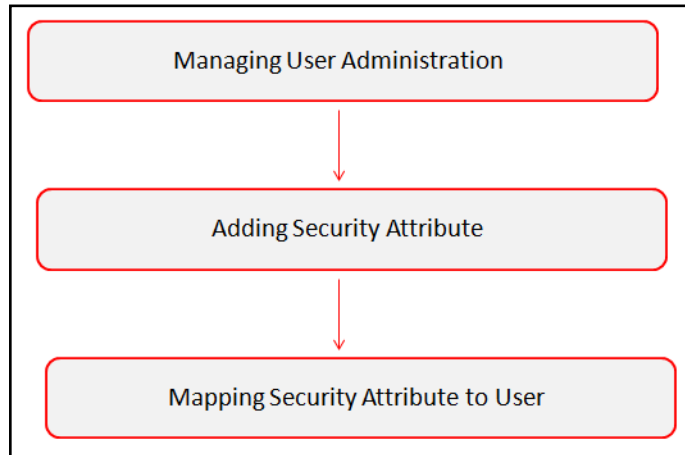 Managing User Administration
Adding Security Attribute
Mapping Security Attribute to User